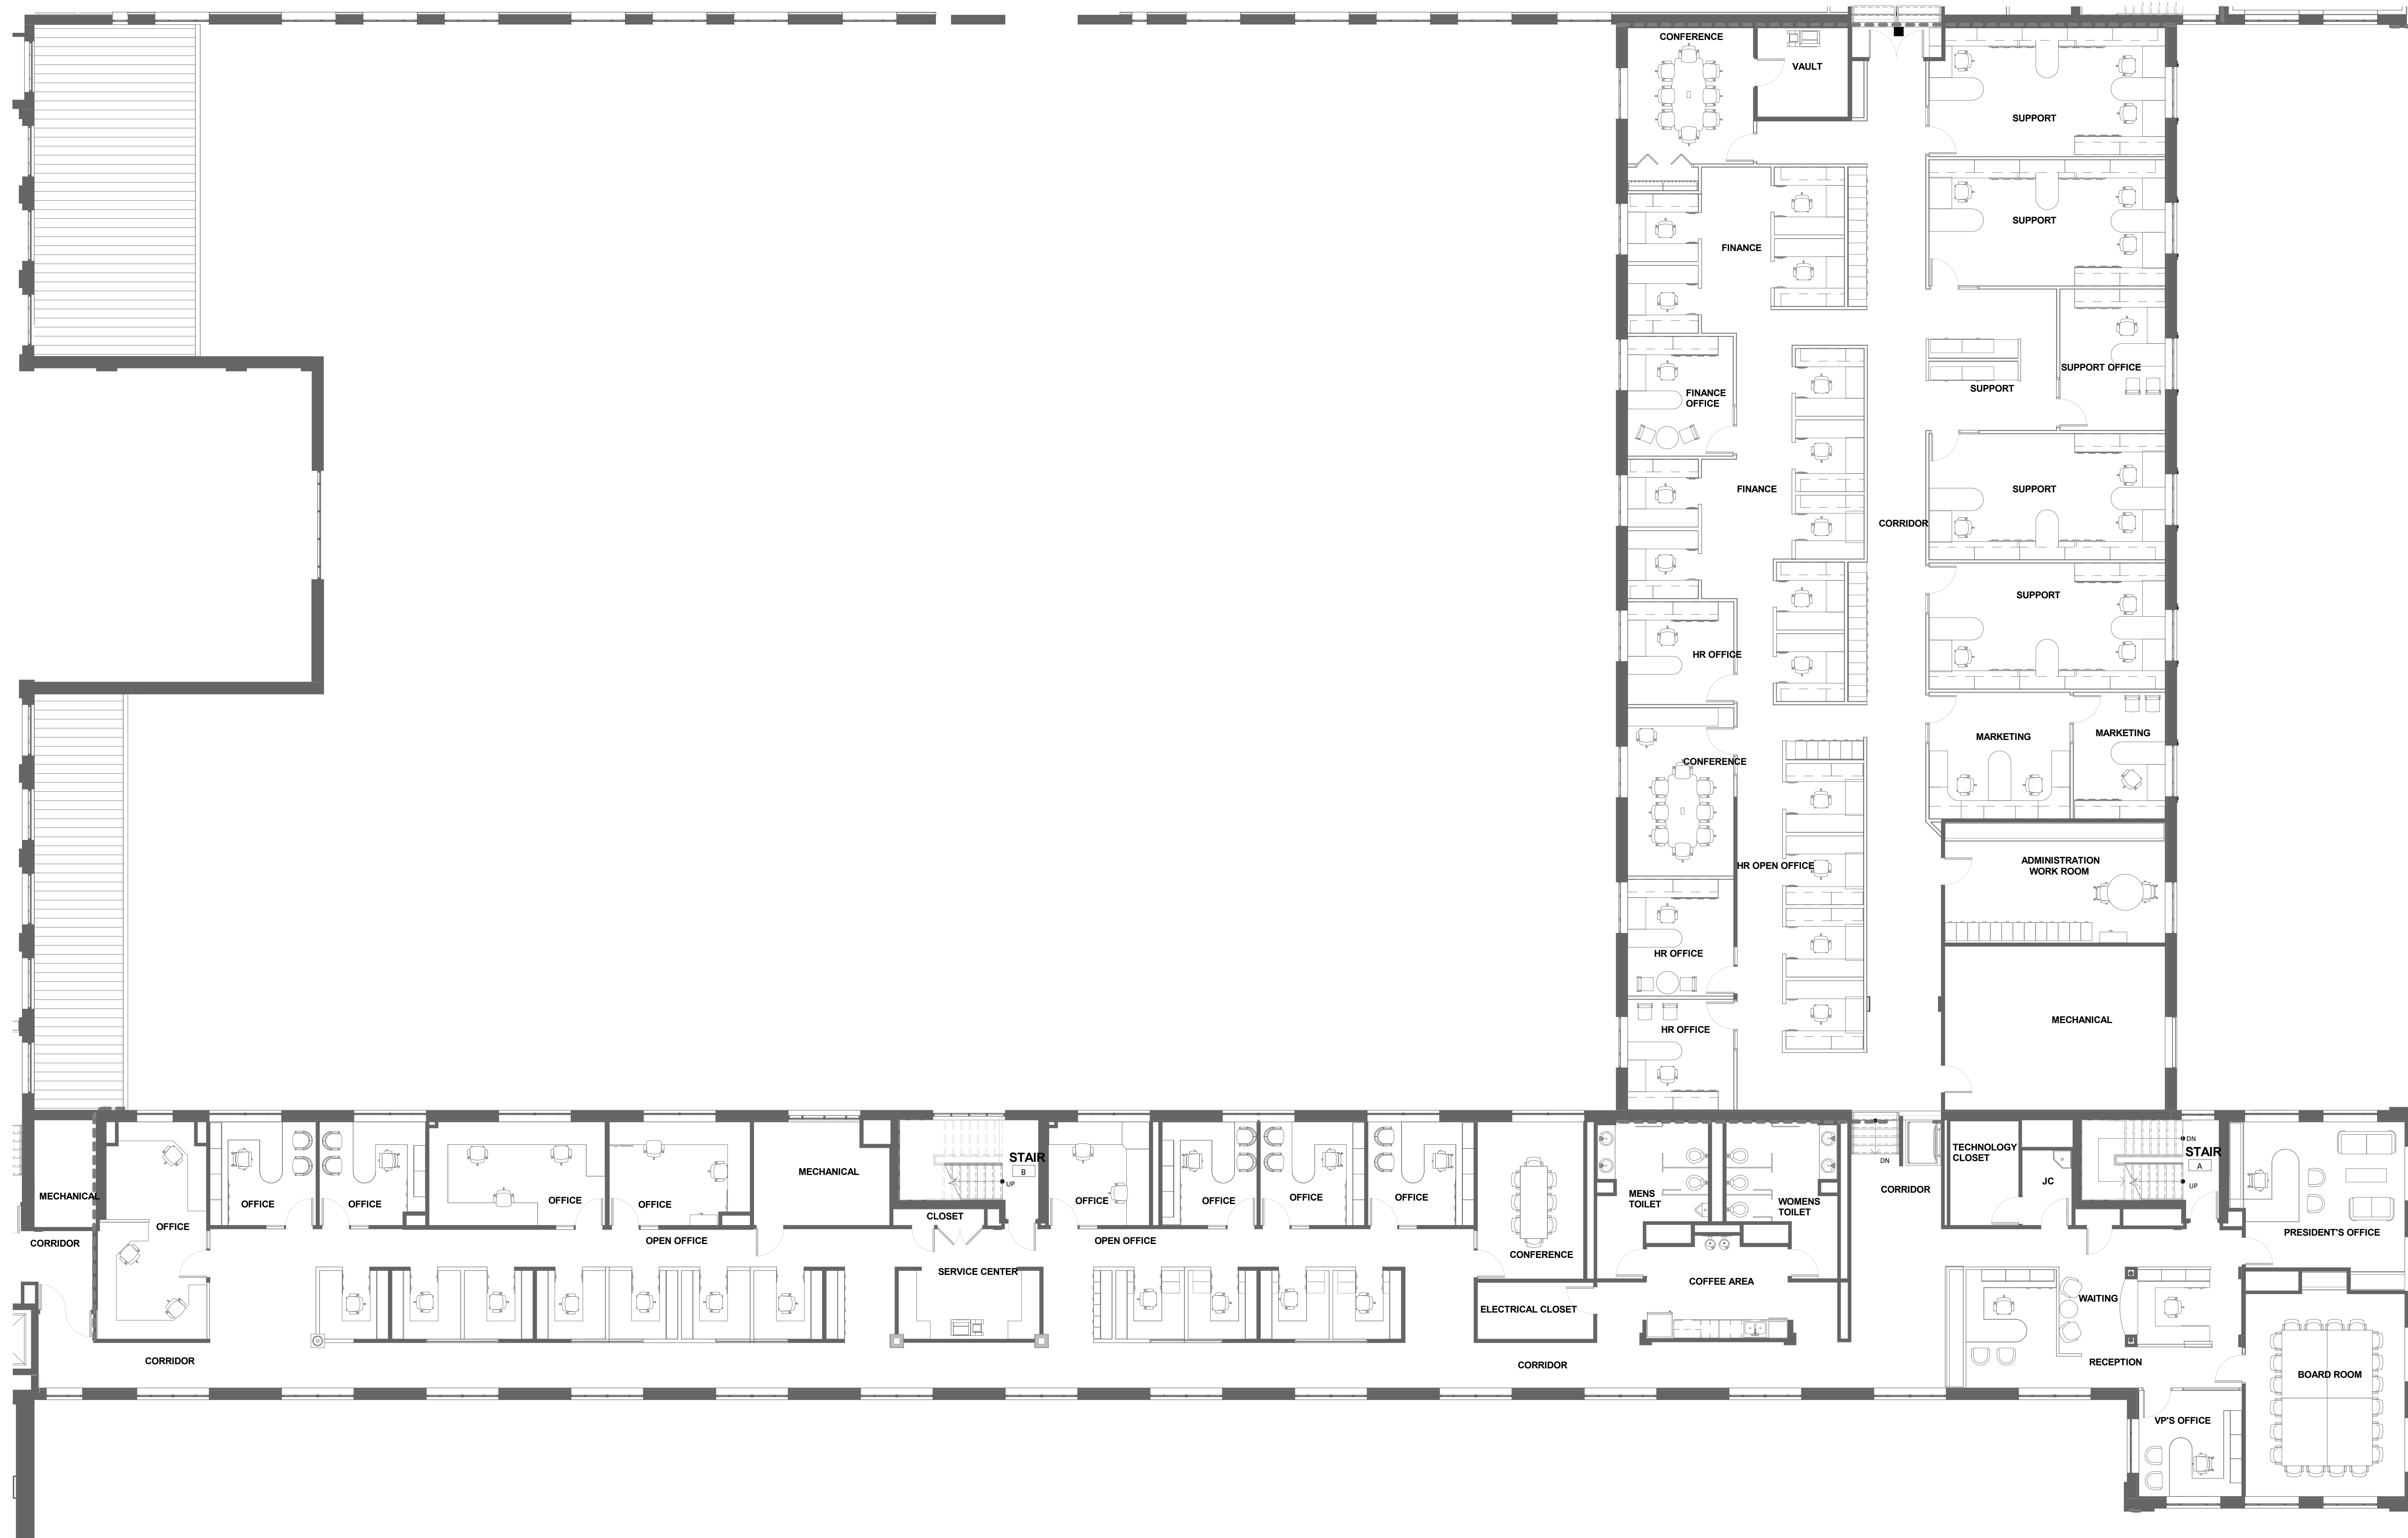 CONFERENCE
VAULT
SUPPORT
SUPPORT
FINANCE
SUPPORT OFFICE
SUPPORT
FINANCE
OFFICE
FINANCE
SUPPORT
CORRIDOR
SUPPORT
HR OFFICE
MARKETING
MARKETING
CONFERENCE
HR OPEN OFFICE
ADMINISTRATION
WORK ROOM
HR OFFICE
MECHANICAL
HR OFFICE
MECHANICAL
OFFICE
OFFICE
OFFICE
OFFICE
OFFICE
MECHANICAL
STAIR
B
UP
CLOSET
OFFICE
OFFICE
OFFICE
OFFICE
MENS
TOILET
WOMENS
TOILET
DN
CORRIDOR
TECHNOLOGY
CLOSET
JC
DN
STAIR
A
UP
PRESIDENT'S OFFICE
CORRIDOR
OPEN OFFICE
OPEN OFFICE
SERVICE CENTER
CONFERENCE
COFFEE AREA
ELECTRICAL CLOSET
WAITING
CORRIDOR
CORRIDOR
RECEPTION
BOARD ROOM
VP'S OFFICE